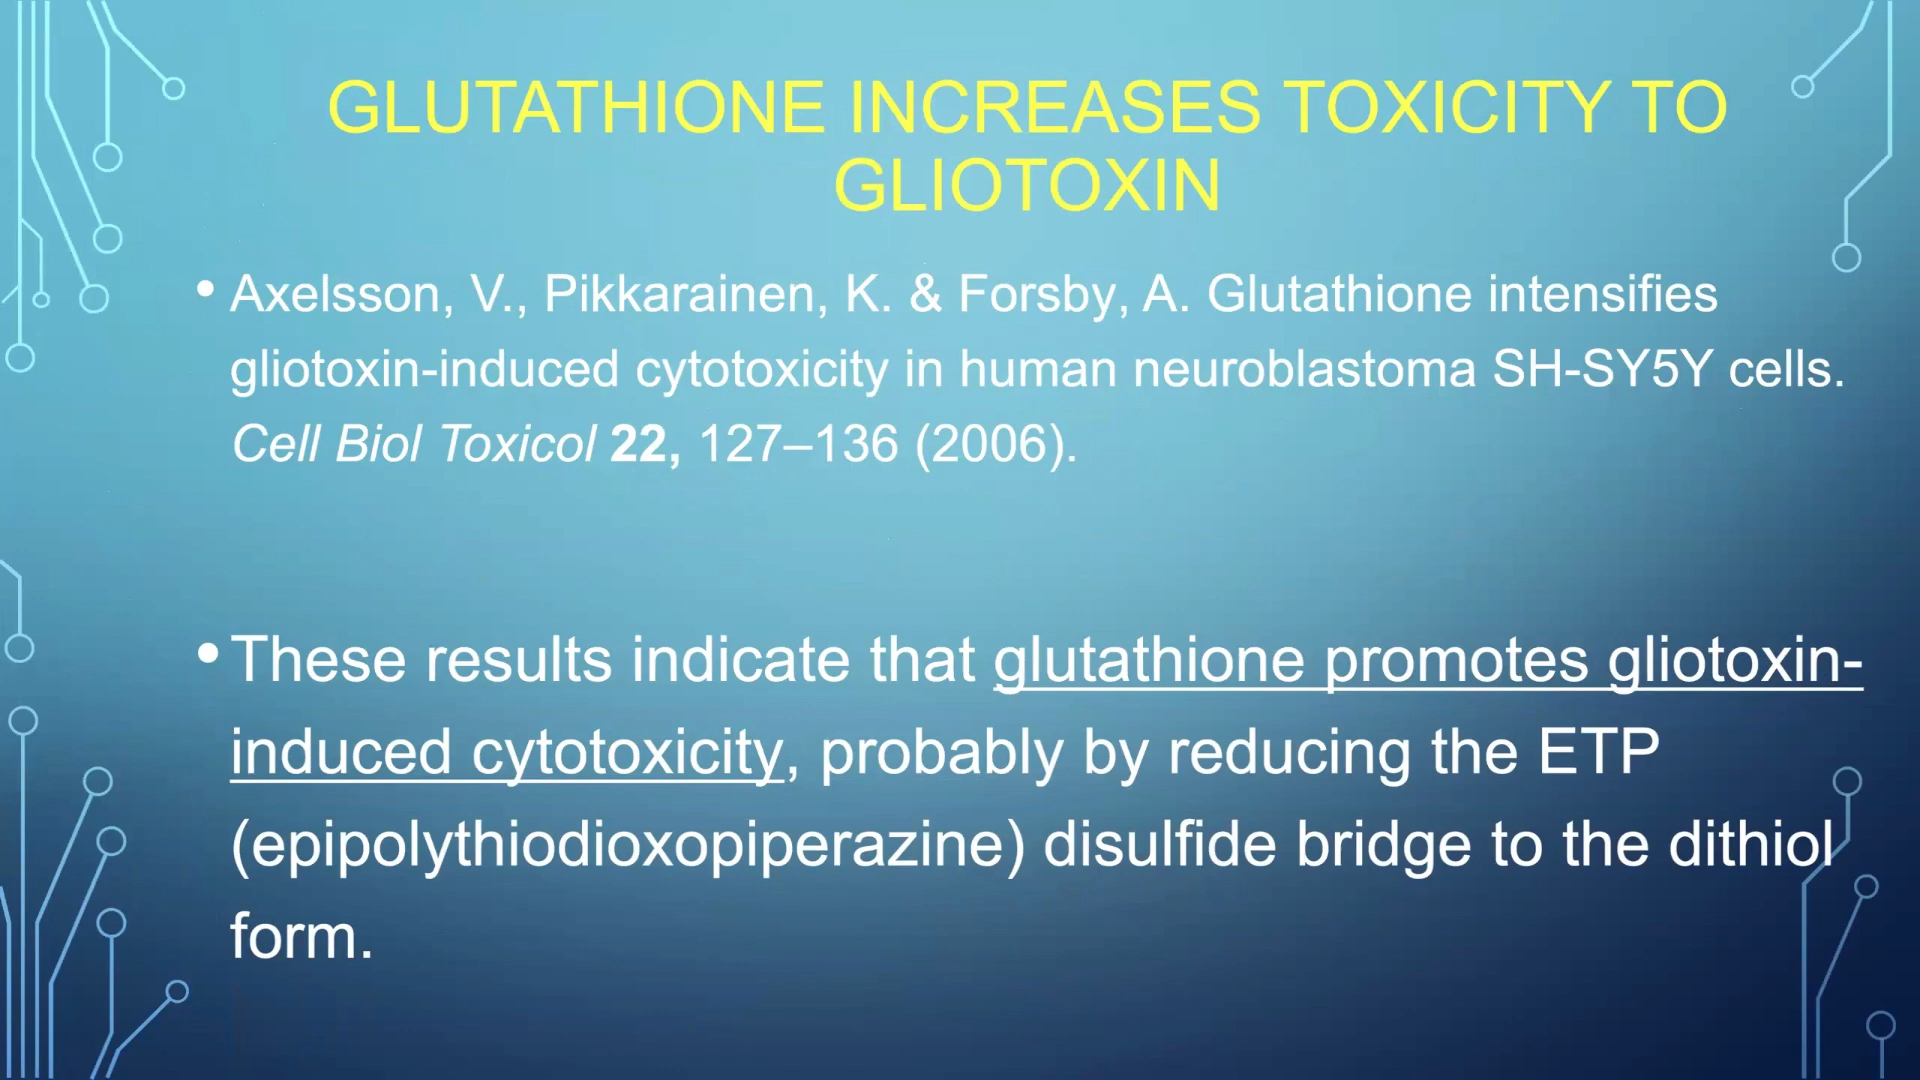 GLUTATHIONE INCREASES TOXICITY TO
GLIOTOXIN
• Axelsson, V., Pikkarainen, K. & Forsby, A. Glutathione intensifies
gliotoxin-induced cytotoxicity in human neuroblastoma SH-SY5Y cells.
Cell Biol Toxicol 22, 127–136 (2006).
• These results indicate that glutathione promotes gliotoxin-
induced cytotoxicity, probably by reducing the ETP
(epipolythiodioxopiperazine) disulfide bridge to the dithiol
form.